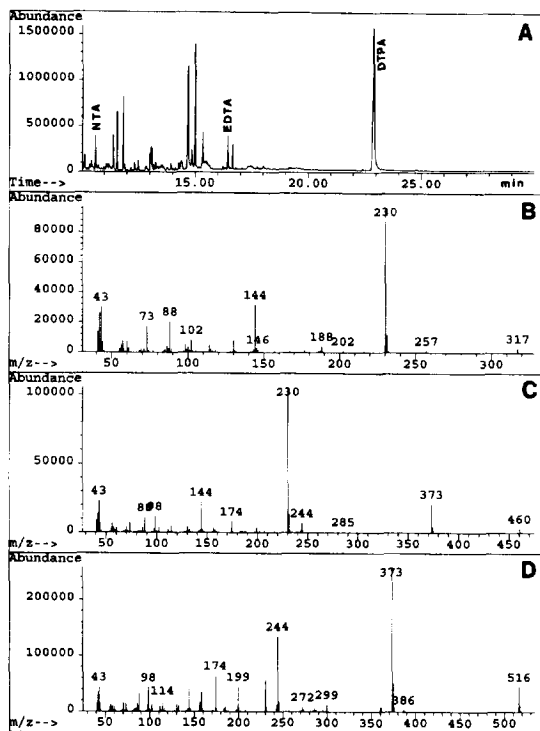 Abundance
A
1500000
1000000
500000
0
NTA
EDTA
DTPA
15.00 20.00 25.00
Time--> min
Abundance
B
80000
60000
40000
20000
0
43 73 88 102 144 146 188 202 230 257 317
m/z--> 50 100 150 200 250 300
Abundance
C
100000
50000
0
43 98 144 174 230 244 285 373 460
m/z--> 50 100 150 200 250 300 350 400 450
Abundance
D
200000
100000
0
43 98 114 174 199 244 272 299 373 386 516
m/z--> 50 100 150 200 250 300 350 400 450 500